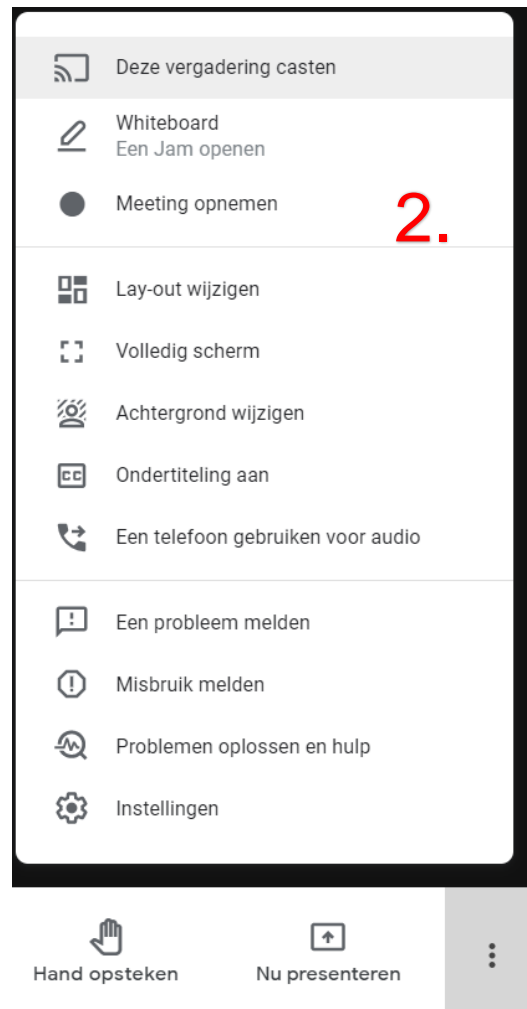 Deze vergadering casten
Whiteboard
Een Jam openen
Meeting opnemen
2.
Lay-out wijzigen
Volledig scherm
Achtergrond wijzigen
CC
Ondertiteling aan
Een telefoon gebruiken voor audio
Een probleem melden
Misbruik melden
Problemen oplossen en hulp
Instellingen
Hand opsteken
Nu presenteren